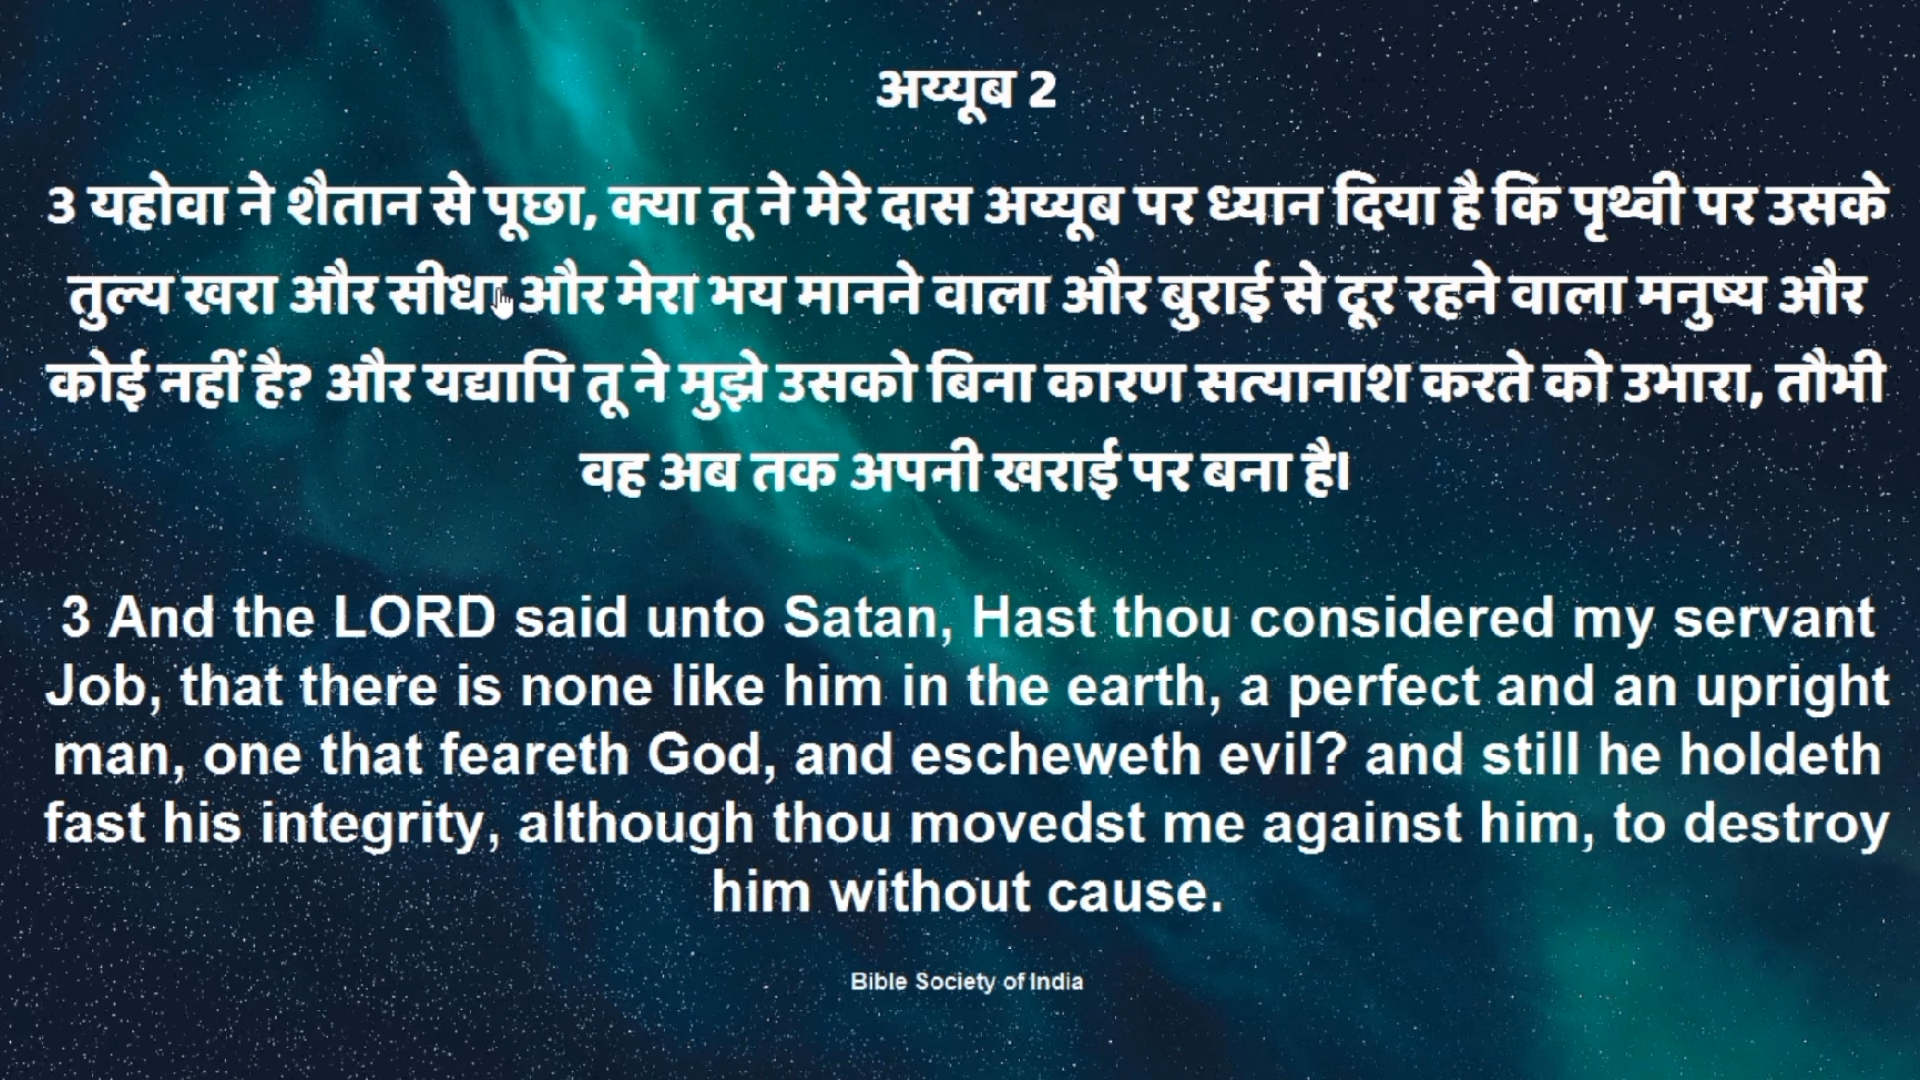 अय्यूब 2
3 यहोवा ने शैतान से पूछा, क्या तू ने मेरे दास अय्यूब पर ध्यान दिया है कि पृथ्वी पर उसके
तुल्य खरा और सीधा और मेरा भय मानने वाला और बुराई से दूर रहने वाला मनुष्य और
कोई नहीं है? और यद्यापि तू ने मुझे उसको बिना कारण सत्यानाश करते को उभारा, तौभी
वह अब तक अपनी खराई पर बना है।
3 And the LORD said unto Satan, Hast thou considered my servant
Job, that there is none like him in the earth, a perfect and an upright
man, one that feareth God, and escheweth evil? and still he holdeth
fast his integrity, although thou movedst me against him, to destroy
him without cause.
Bible Society of India